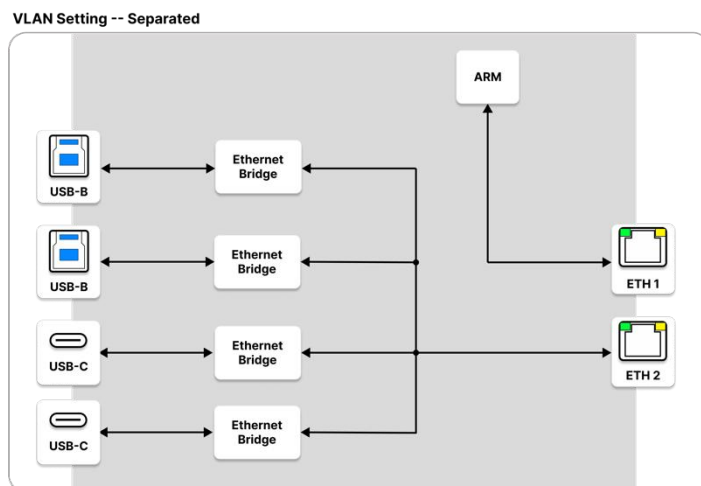 VLAN Setting -- Separated
ARM
USB-B
Ethernet
Bridge
USB-B
Ethernet
Bridge
ETH 1
USB-C
Ethernet
Bridge
ETH 2
USB-C
Ethernet
Bridge